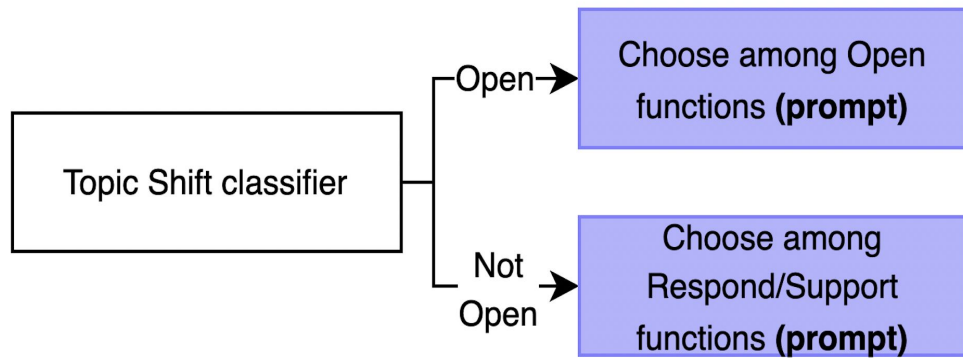 Topic Shift classifier
Open
Choose among Open
functions (prompt)
Not
Open
Choose among
Respond/Support
functions (prompt)